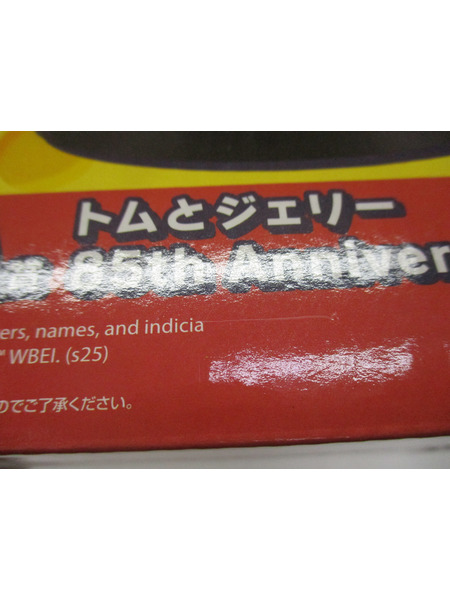 トムとジェリー
85th Anniver
ers, names, and indicia
™ WBEI. (s25)
のでご了承ください。